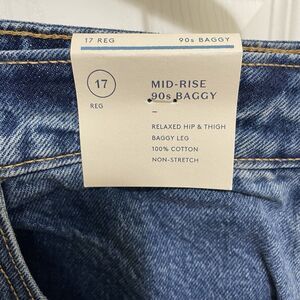 17 REG 90s BAGGY
17
REG
MID-RISE
90s BAGGY
–
RELAXED HIP & THIGH
BAGGY LEG
100% COTTON
NON-STRETCH